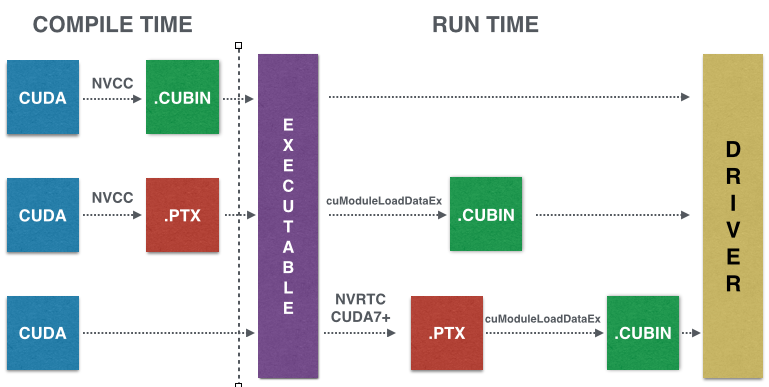 COMPILE TIME
RUN TIME
CUDA
NVCC
.CUBIN
CUDA
NVCC
.PTX
CUDA
EXECUTABLE
cuModuleLoadDataEx
.CUBIN
NVRTC
CUDA7+
.PTX
cuModuleLoadDataEx
.CUBIN
DRIVER